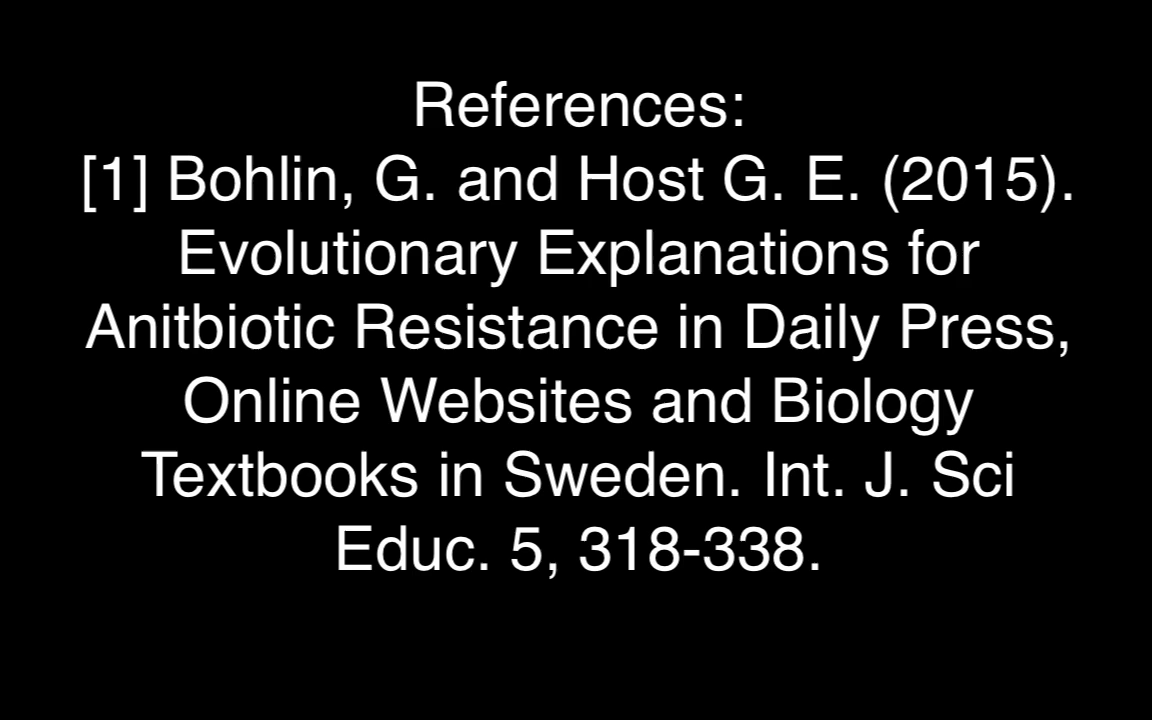 References:
[1] Bohlin, G. and Host G. E. (2015).
Evolutionary Explanations for
Anitbiotic Resistance in Daily Press,
Online Websites and Biology
Textbooks in Sweden. Int. J. Sci
Educ. 5, 318-338.